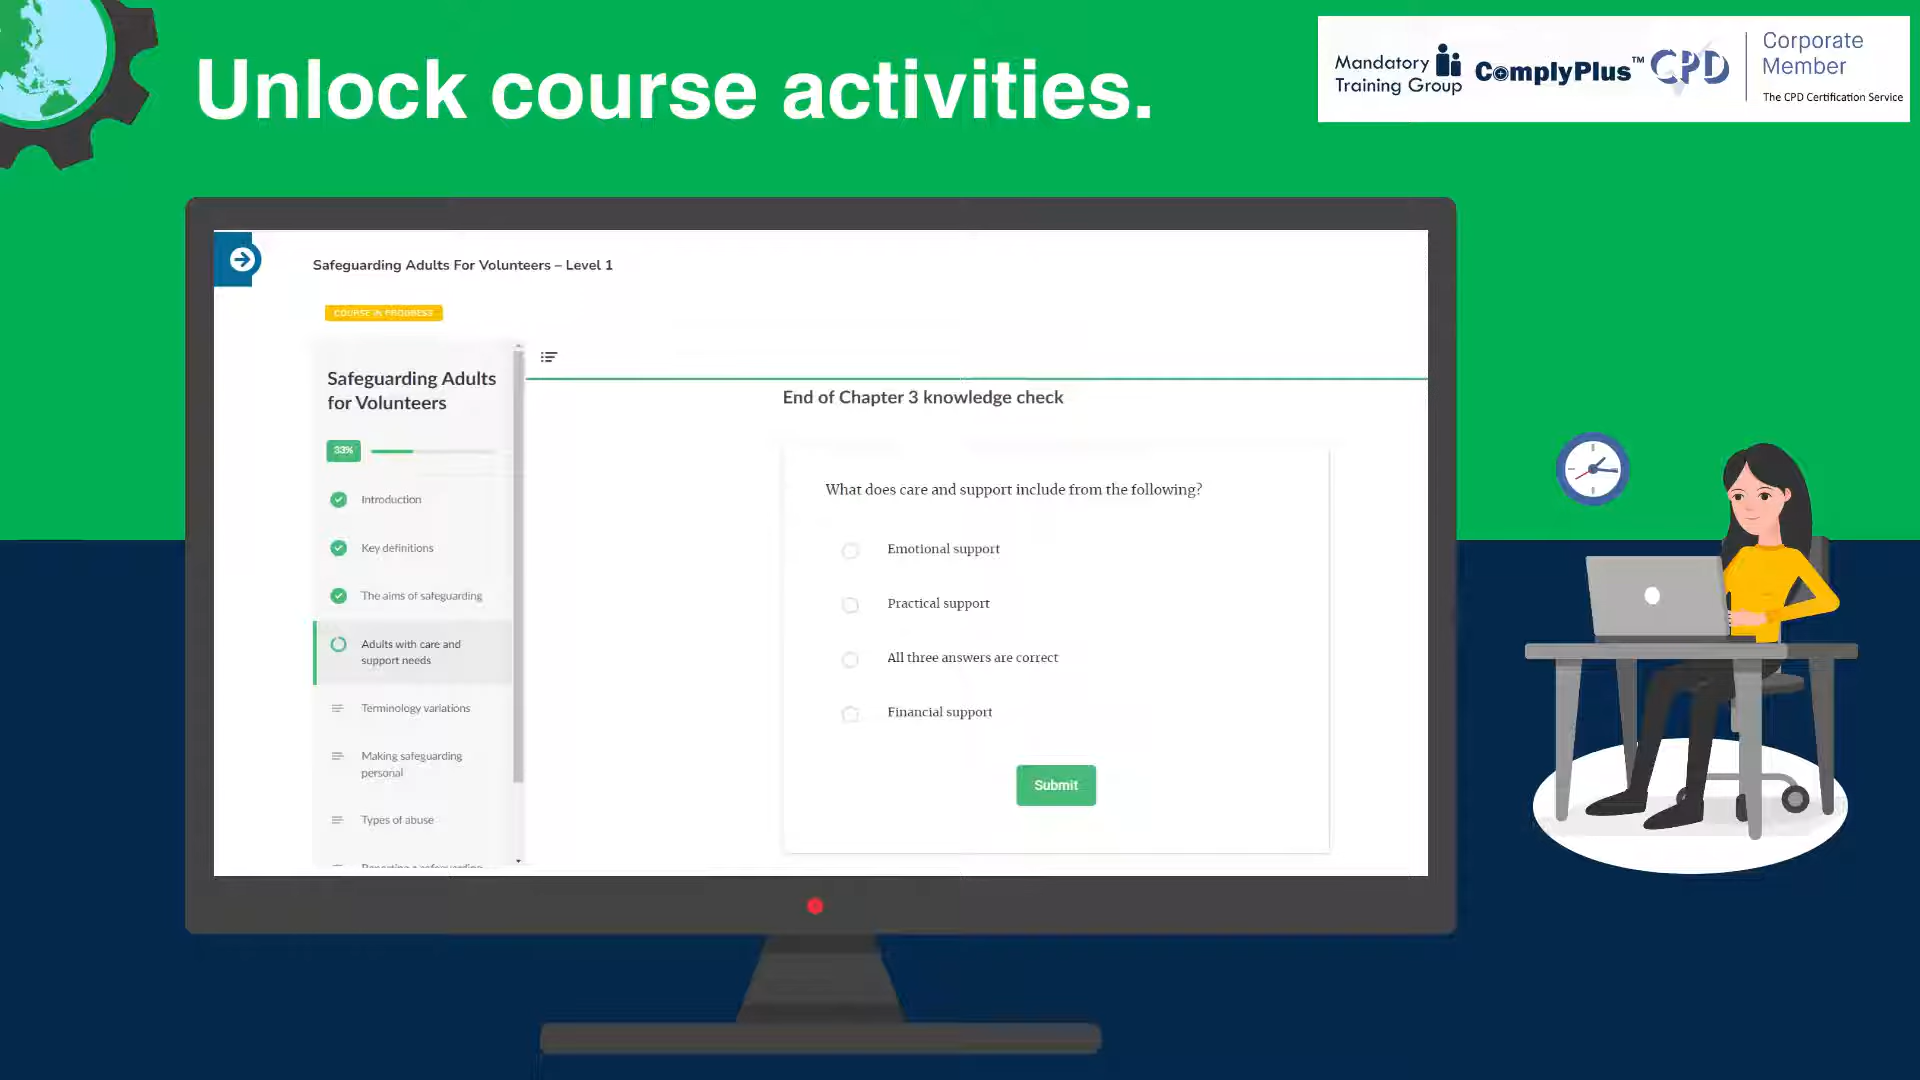 Unlock course activities.
Mandatory
Training Group
ComplyPlus™
CPD
Corporate
Member
The CPD Certification Service
Safeguarding Adults For Volunteers – Level 1
COURSE IN PROGRESS
Safeguarding Adults
for Volunteers
33%
Introduction
Key definitions
The aims of safeguarding
Adults with care and
support needs
Terminology variations
Making safeguarding
personal
Types of abuse
End of Chapter 3 knowledge check
What does care and support include from the following?
Emotional support
Practical support
All three answers are correct
Financial support
Submit